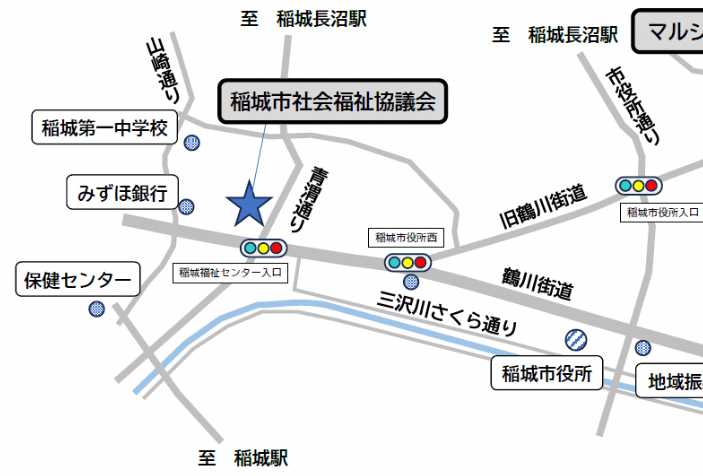 至　稲城長沼駅
至　稲城長沼駅
マルシ
山崎通り
稲城市社会福祉協議会
市役所通り
稲城第一中学校
みずほ銀行
青渭通り
旧鶴川街道
稲城市役所入口
稲城市役所西
稲城福祉センター入口
保健センター
鶴川街道
三沢川さくら通り
稲城市役所
地域振
至　稲城駅